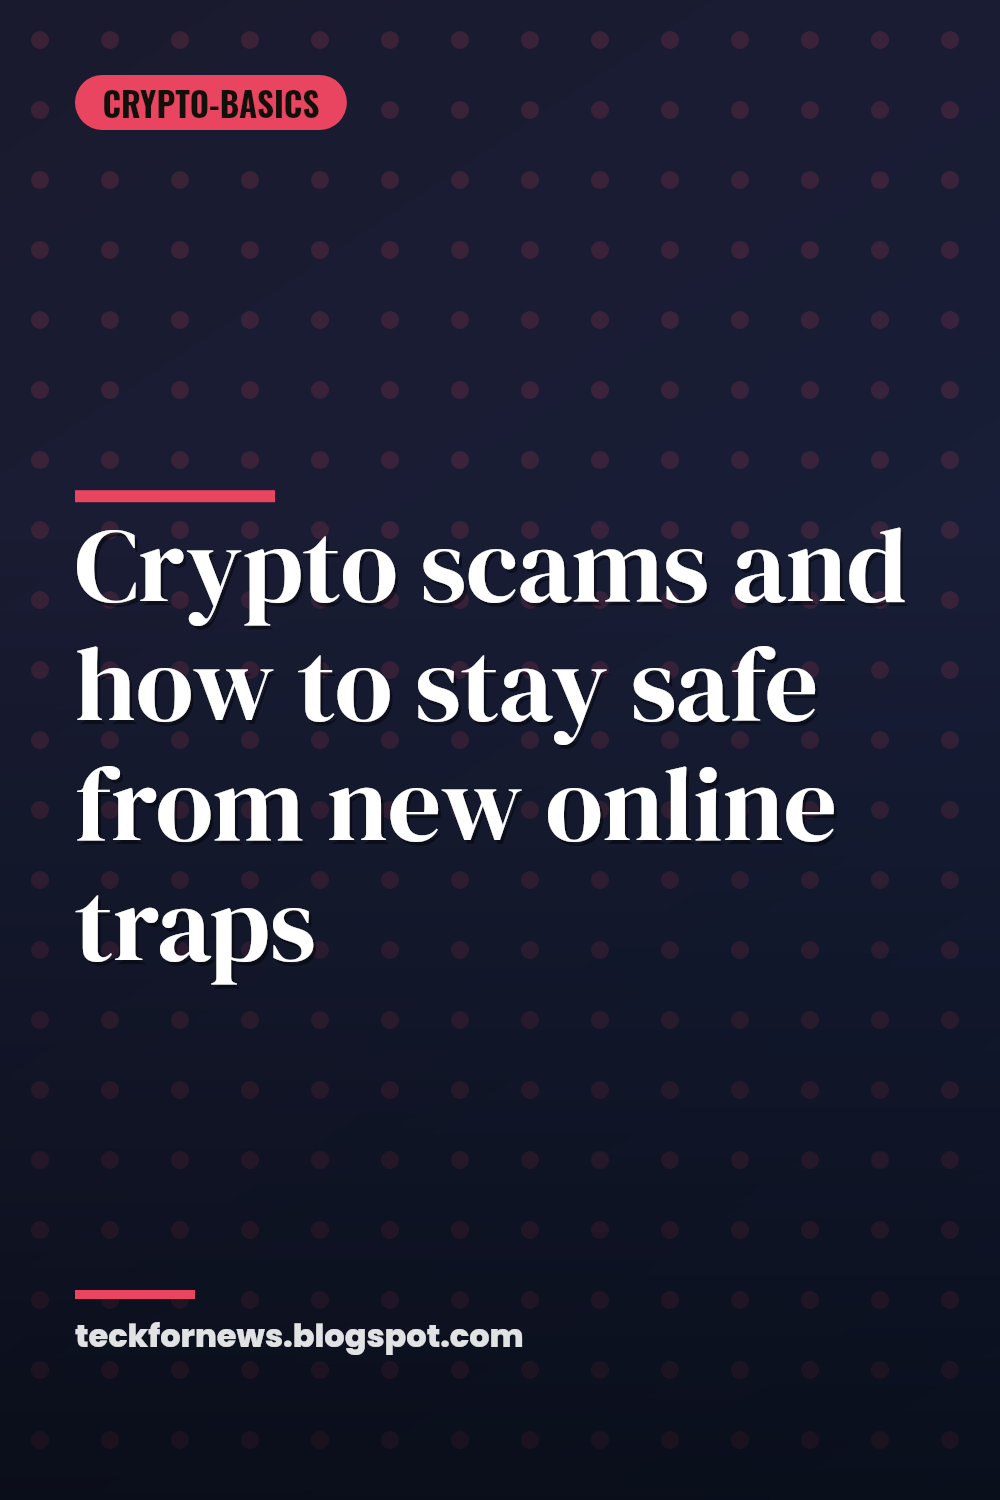 CRYPTO-BASICS
Crypto scams and
how to stay safe
from new online
traps
teckfornews.blogspot.com